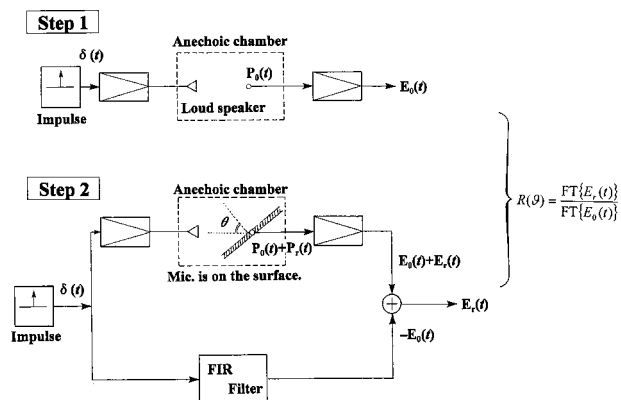 Step 1
Anechoic chamber
δ (t)
P₀(t)
E₀(t)
Loud speaker
Impulse
Step 2
Anechoic chamber
R(ϑ) = FT{Eᵣ(t)} / FT{E₀(t)}
θ
P₀(t)+Pᵣ(t)
E₀(t)+Eᵣ(t)
Mic. is on the surface.
δ (t)
+
Eᵣ(t)
Impulse
–E₀(t)
FIR
Filter